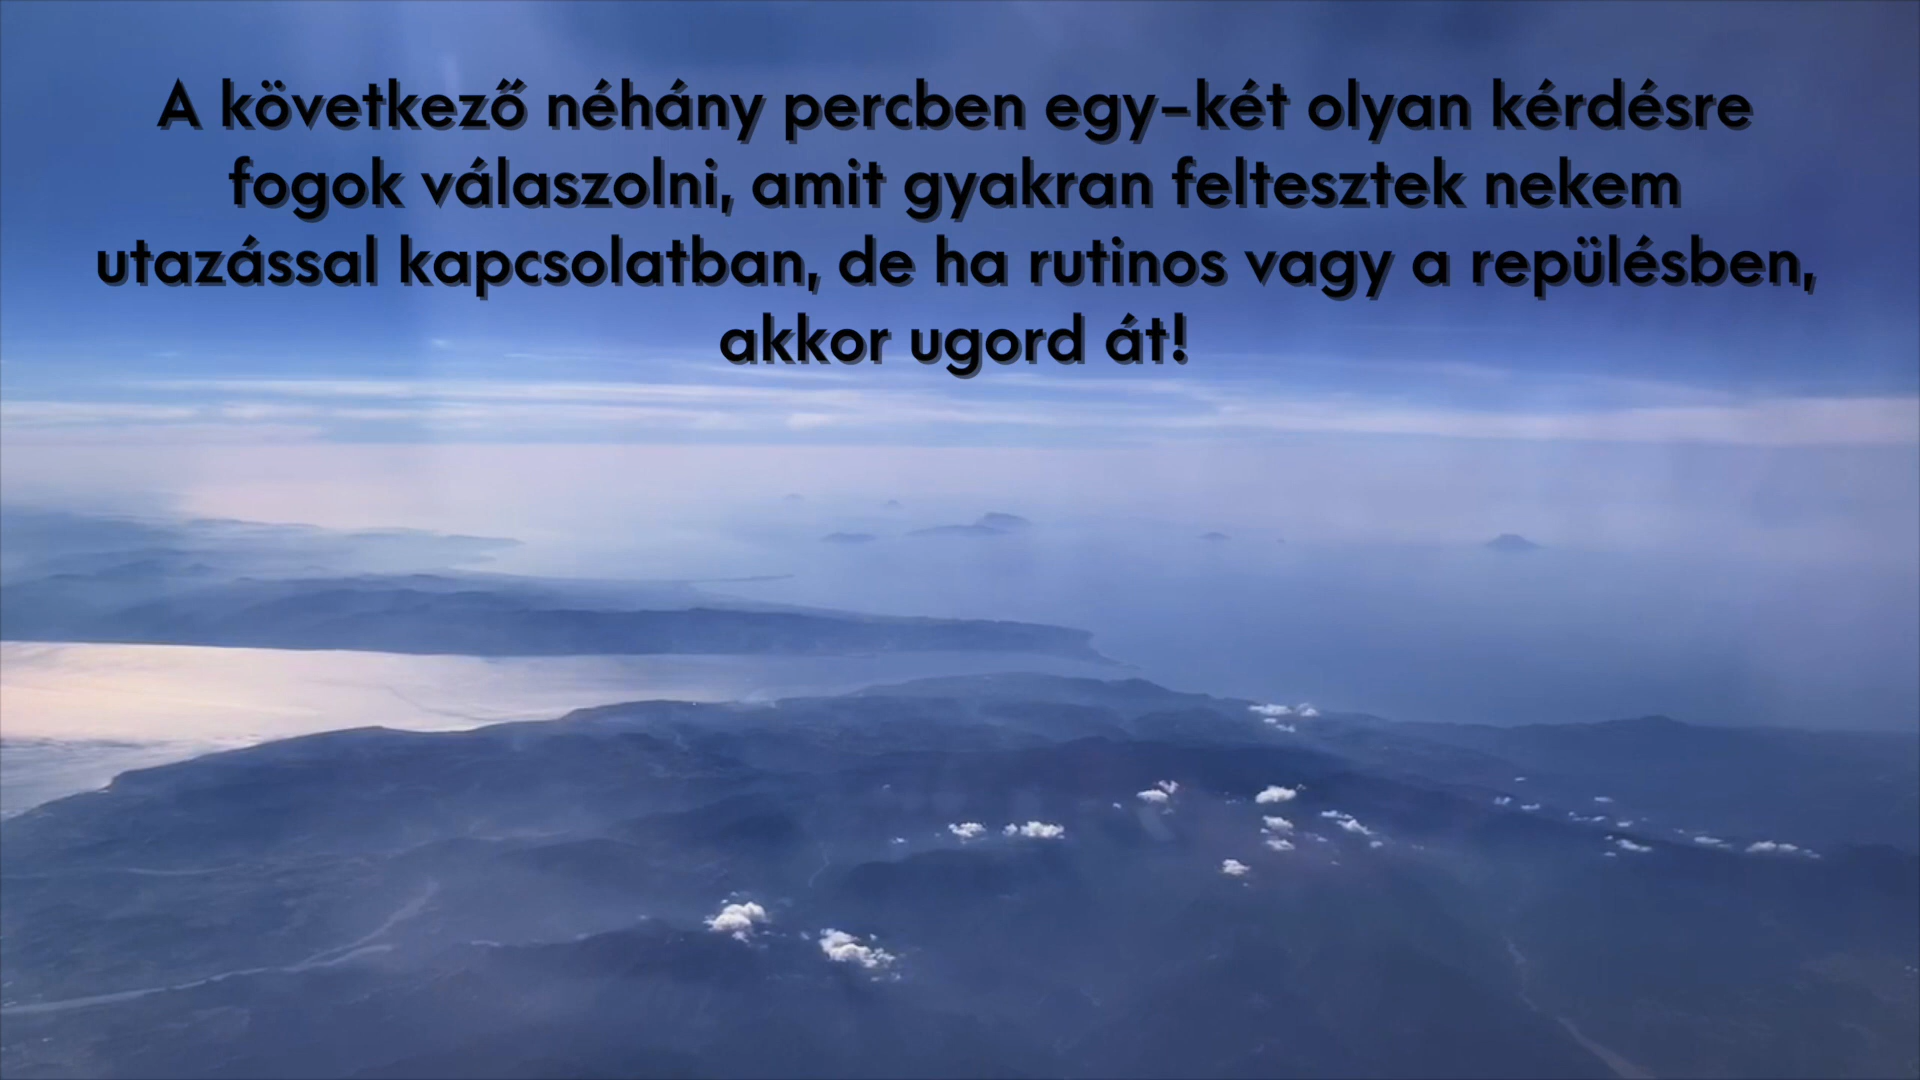 A következő néhány percben egy-két olyan kérdésre
fogok válaszolni, amit gyakran feltesztek nekem
utazással kapcsolatban, de ha rutinos vagy a repülésben,
akkor ugord át!